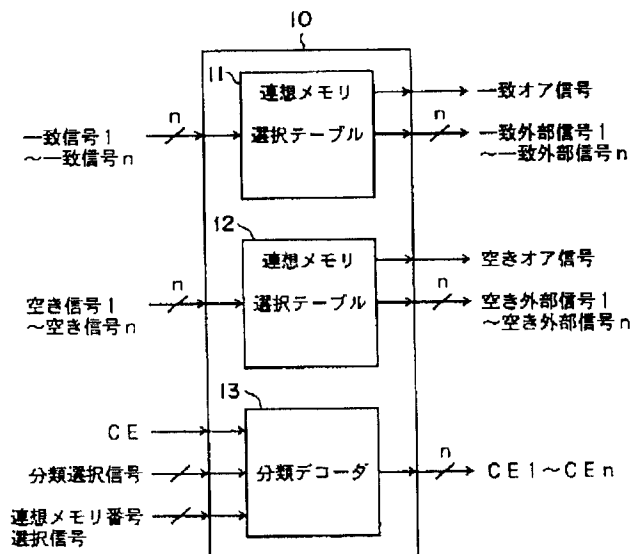 10
11
連想メモリ
選択テーブル
n
一致信号1
～一致信号n
一致オア信号
n
一致外部信号1
～一致外部信号n
12
連想メモリ
選択テーブル
n
空き信号1
～空き信号n
空きオア信号
n
空き外部信号1
～空き外部信号n
13
CE
分類選択信号
連想メモリ番号
選択信号
分類デコーダ
n
CE1～CEn